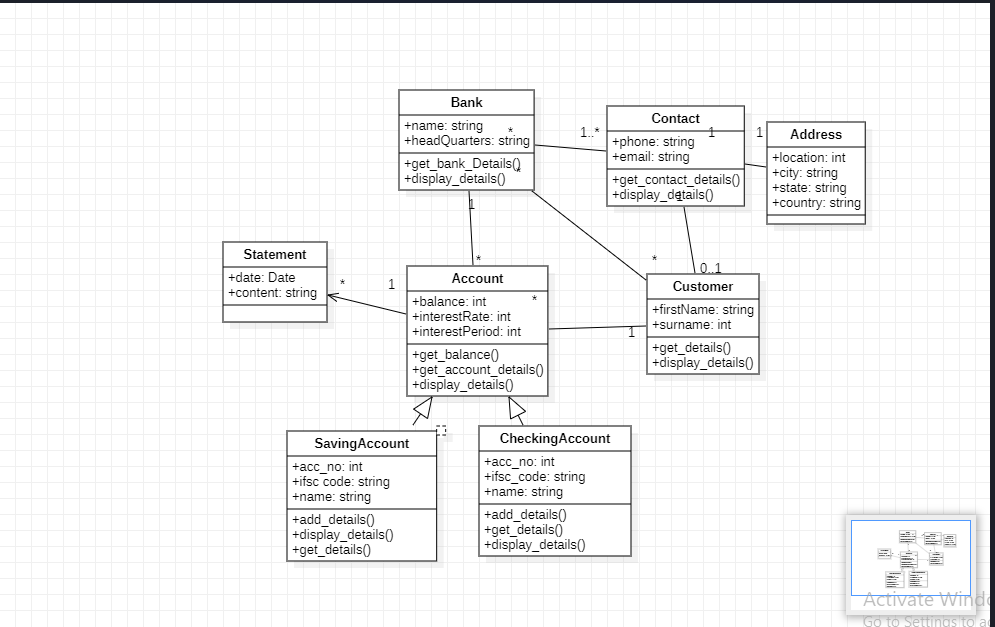 Bank
+name: string
*
+headQuarters: string
+get_bank_Details()
*
+display_details()
1..*
Contact
1
+phone: string
+email: string
+get_contact_details()
+display_details()
1
1
Address
+location: int
+city: string
+state: string
+country: string
1
*
Statement
+date: Date
+content: string
*
1
Account
+balance: int
*
+interestRate: int
+interestPeriod: int
+get_balance()
+get_account_details()
+display_details()
*
0..1
Customer
+firstName: string
+surname: int
1
+get_details()
+display_details()
SavingAccount
+acc_no: int
+ifsc code: string
+name: string
+add_details()
+display_details()
+get_details()
CheckingAccount
+acc_no: int
+ifsc_code: string
+name: string
+add_details()
+get_details()
+display_details()
Activate Windo
Go to Settings to a